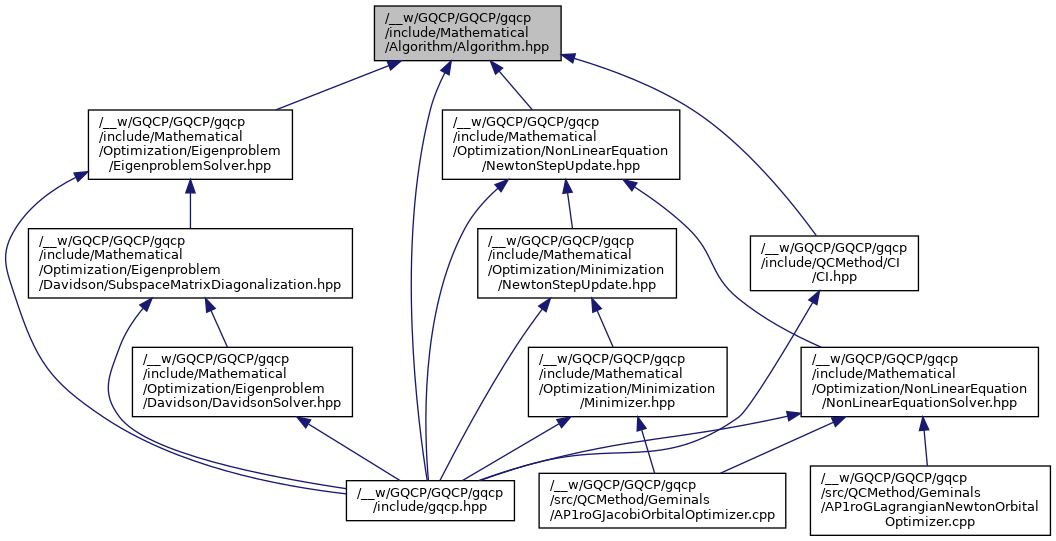 /__w/GQCP/GQCP/gqcp
/include/Mathematical
/Algorithm/Algorithm.hpp
/__w/GQCP/GQCP/gqcp
/include/Mathematical
/Optimization/Eigenproblem
/EigenproblemSolver.hpp
/__w/GQCP/GQCP/gqcp
/include/Mathematical
/Optimization/NonLinearEquation
/NewtonStepUpdate.hpp
/__w/GQCP/GQCP/gqcp
/include/Mathematical
/Optimization/Eigenproblem
/Davidson/SubspaceMatrixDiagonalization.hpp
/__w/GQCP/GQCP/gqcp
/include/Mathematical
/Optimization/Minimization
/NewtonStepUpdate.hpp
/__w/GQCP/GQCP/gqcp
/include/QCMethod/CI
/CI.hpp
/__w/GQCP/GQCP/gqcp
/include/Mathematical
/Optimization/Eigenproblem
/Davidson/DavidsonSolver.hpp
/__w/GQCP/GQCP/gqcp
/include/Mathematical
/Optimization/Minimization
/Minimizer.hpp
/__w/GQCP/GQCP/gqcp
/include/Mathematical
/Optimization/NonLinearEquation
/NonLinearEquationSolver.hpp
/__w/GQCP/GQCP/gqcp
/include/gqcp.hpp
/__w/GQCP/GQCP/gqcp
/src/QCMethod/Geminals
/AP1roGJacobiOrbitalOptimizer.cpp
/__w/GQCP/GQCP/gqcp
/src/QCMethod/Geminals
/AP1roGLagrangianNewtonOrbital
Optimizer.cpp